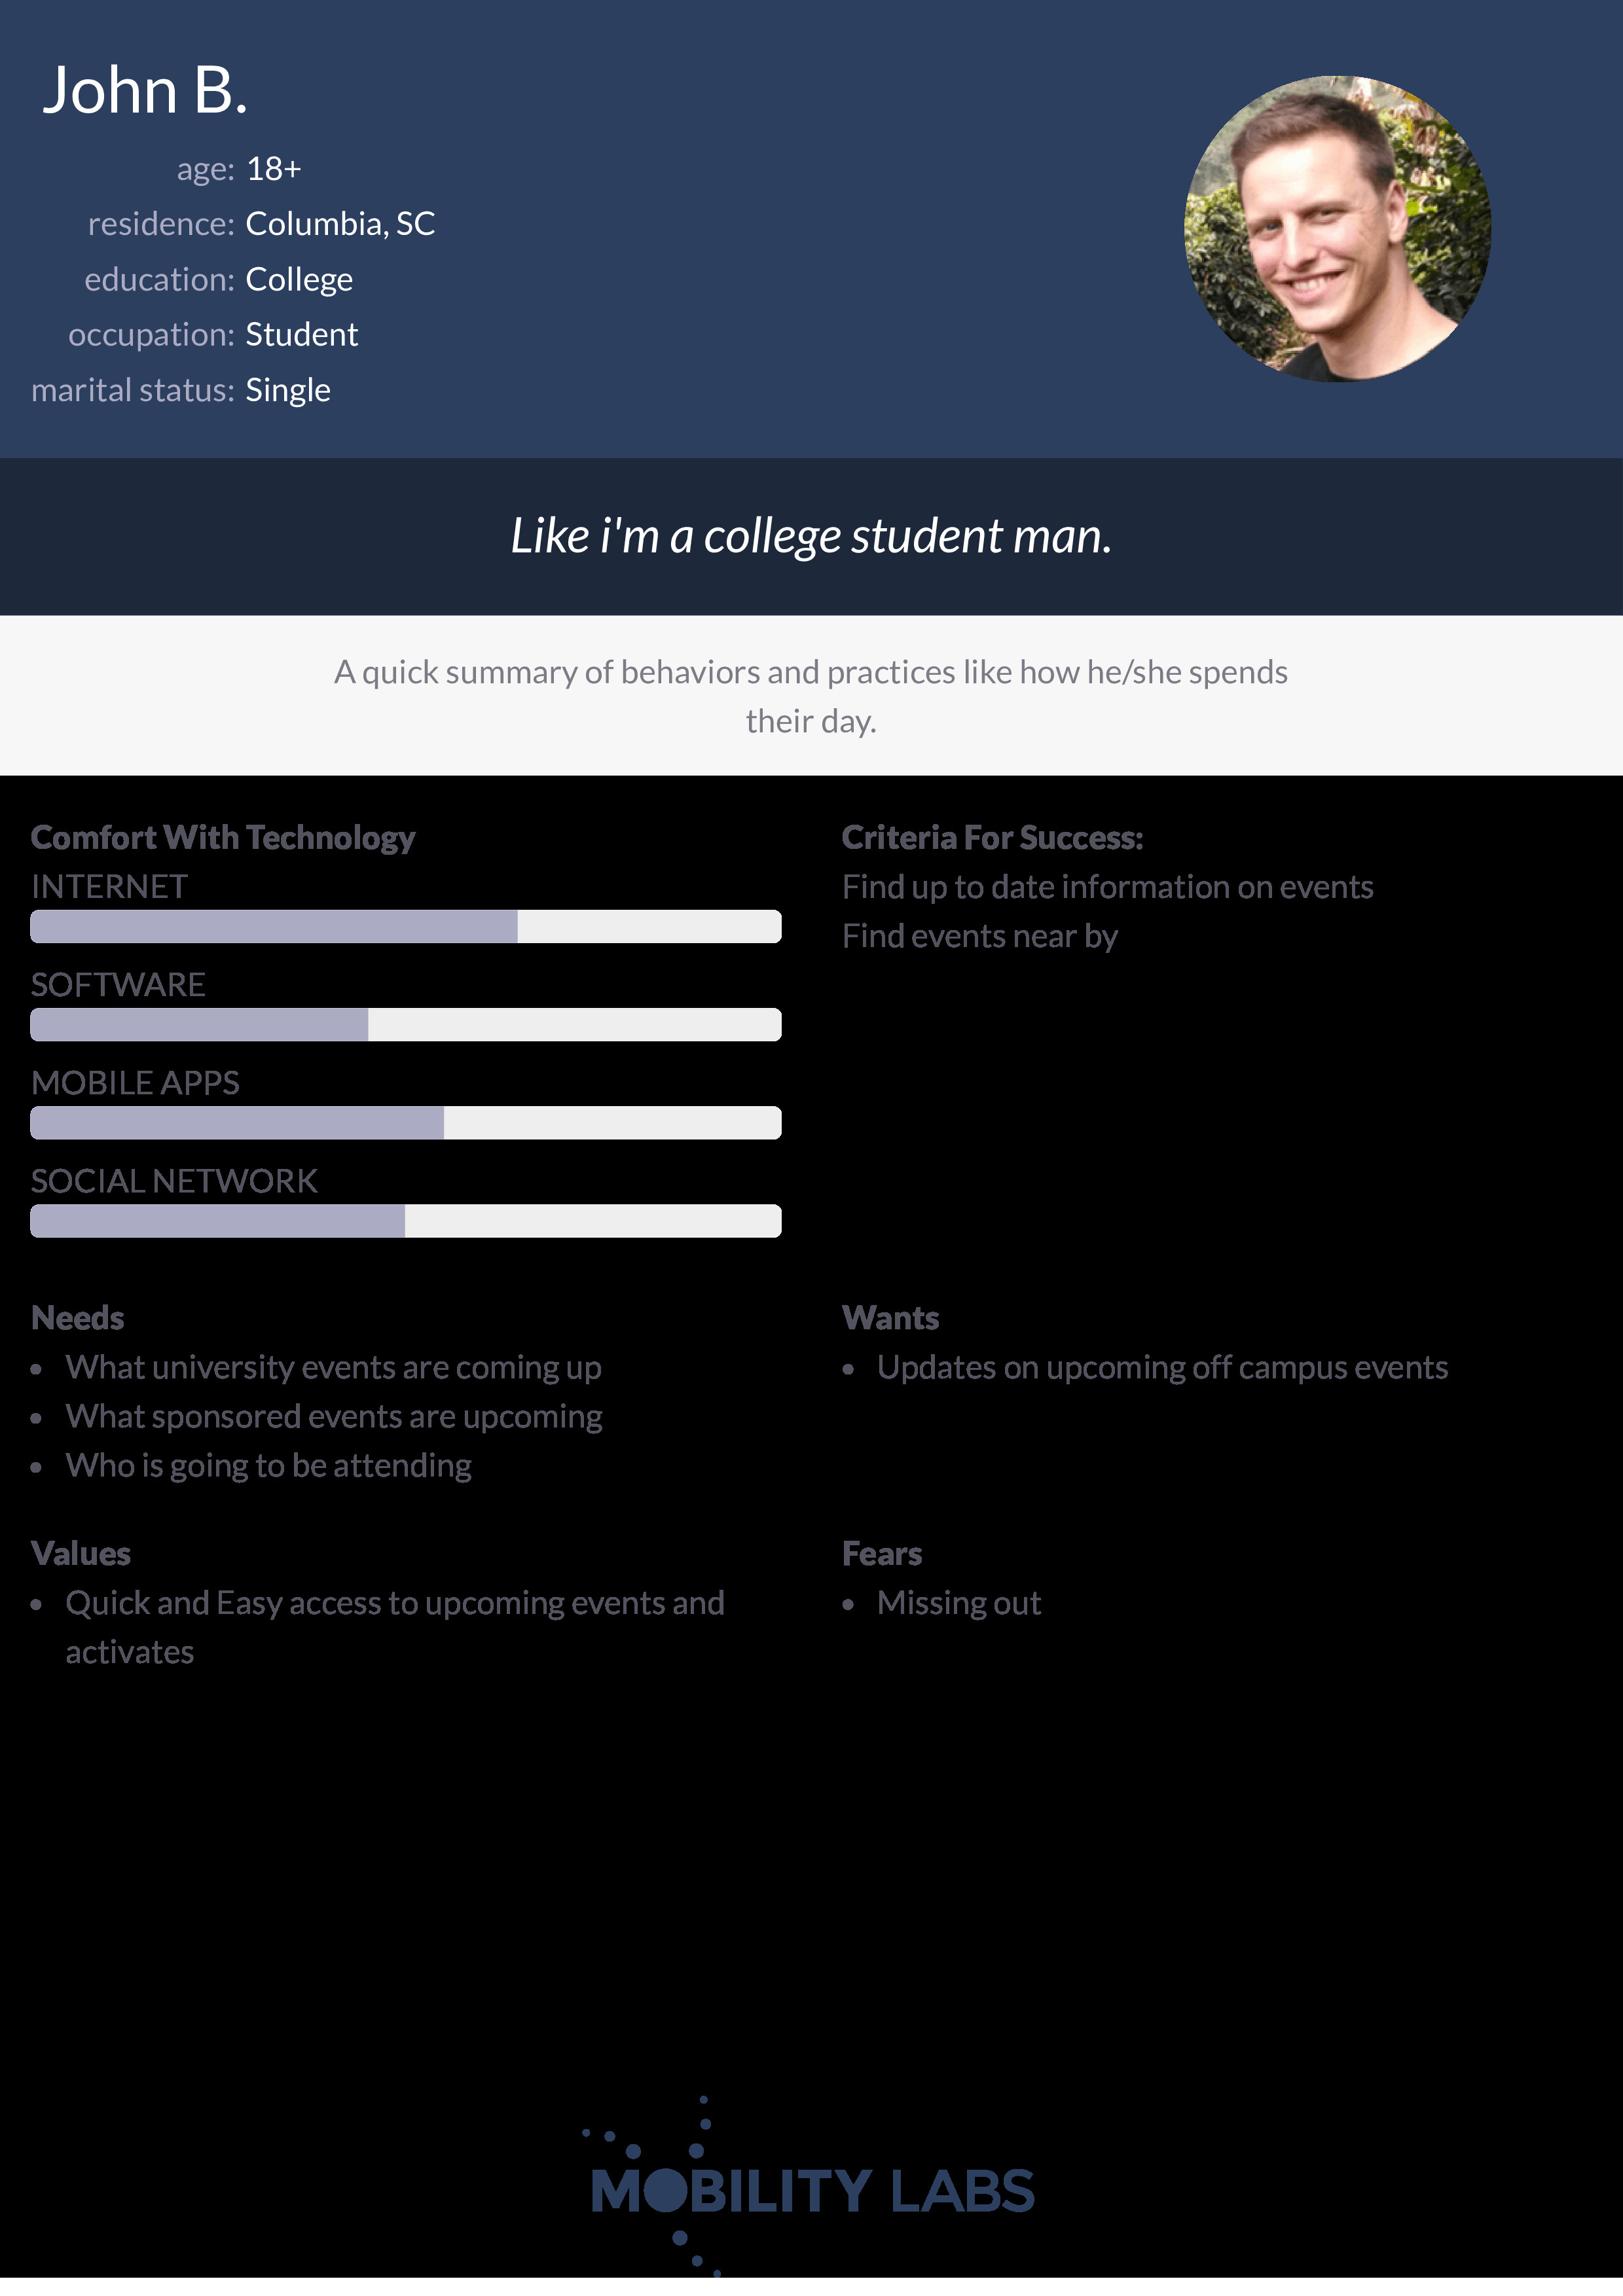 John B.
age: 18+
residence: Columbia, SC
education: College
occupation: Student
marital status: Single
Like i'm a college student man.
A quick summary of behaviors and practices like how he/she spends
their day.
Comfort With Technology
INTERNET
SOFTWARE
MOBILE APPS
SOCIAL NETWORK
Criteria For Success:
Find up to date information on events
Find events near by
Needs
• What university events are coming up
• What sponsored events are upcoming
• Who is going to be attending
Wants
• Updates on upcoming off campus events
Values
• Quick and Easy access to upcoming events and
activates
Fears
• Missing out
MOBILITY LABS